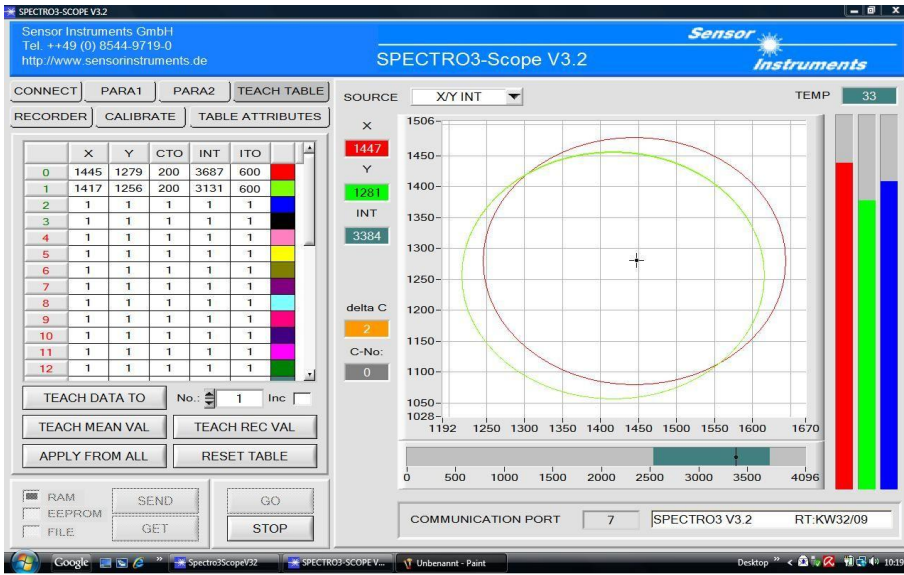 SPECTRO3-SCOPE V3.2
Sensor Instruments GmbH
Tel. ++49 (0) 8544-9719-0
http://www.sensorinstruments.de
SPECTRO3-Scope V3.2
Sensor
Instruments
CONNECT PARA1 PARA2 TEACH TABLE
RECORDER CALIBRATE TABLE ATTRIBUTES
X Y CTO INT ITO
0 1445 1279 200 3687 600
1 1417 1256 200 3131 600
2 1 1 1 1 1
3 1 1 1 1 1
4 1 1 1 1 1
5 1 1 1 1 1
6 1 1 1 1 1
7 1 1 1 1 1
8 1 1 1 1 1
9 1 1 1 1 1
10 1 1 1 1 1
11 1 1 1 1 1
12 1 1 1 1 1
TEACH DATA TO No.: 1 Inc
TEACH MEAN VAL TEACH REC VAL
APPLY FROM ALL RESET TABLE
RAM
EEPROM
FILE
SEND
GET
GO
STOP
SOURCE X/Y INT TEMP 33
X
1447
Y
1281
INT
3384
delta C
2
C-No:
0
1506
1450
1400
1350
1300
1250
1200
1150
1100
1050
1028
1192 1250 1300 1350 1400 1450 1500 1550 1600 1670
0 500 1000 1500 2000 2500 3000 3500 4096
COMMUNICATION PORT 7 SPECTRO3 V3.2 RT:KW32/09
Google » Spectro3ScopeV32 SPECTRO3-SCOPE V... Unbenannt - Paint Desktop » < 10:19